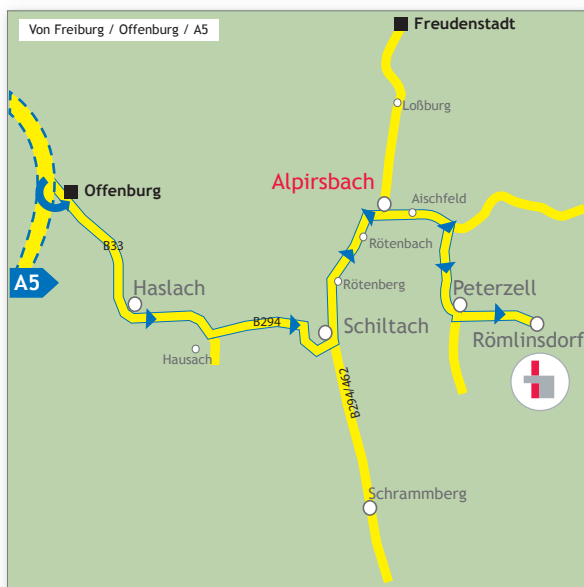 Von Freiburg / Offenburg / A5
Freudenstadt
Loßburg
Alpirsbach
Aischfeld
Offenburg
Rötenbach
B33
A5
Haslach
Rötenberg
Peterzell
B294
Schiltach
Römlinsdorf
Hausach
B294/462
Schrammberg